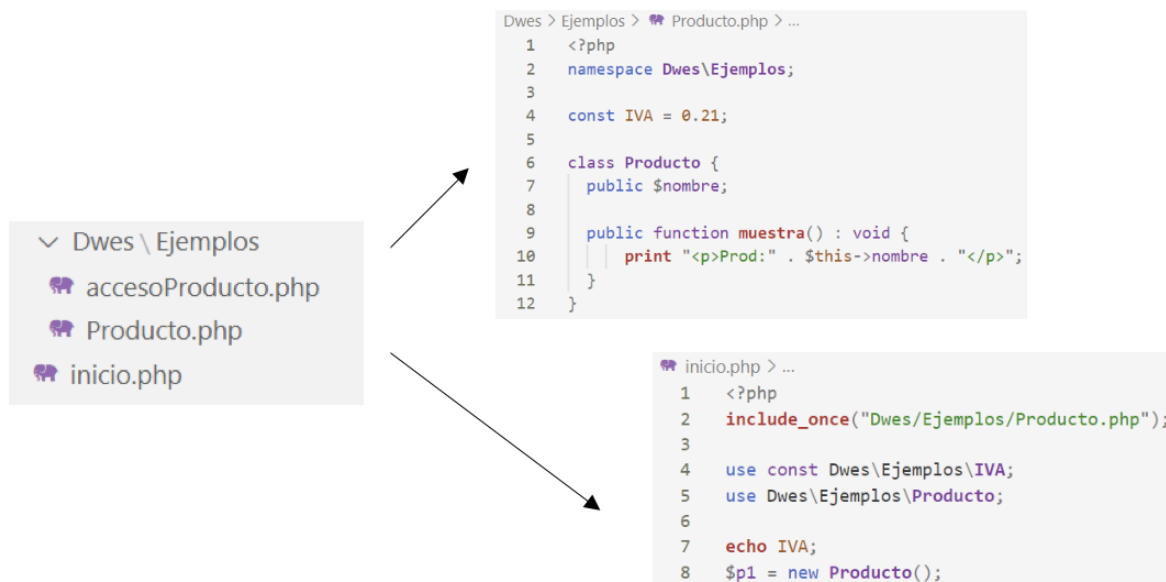 Dwes \ Ejemplos
accesoProducto.php
Producto.php
inicio.php
Dwes > Ejemplos > Producto.php > ...
1 <?php
2 namespace Dwes\Ejemplos;
3
4 const IVA = 0.21;
5
6 class Producto {
7 public $nombre;
8
9 public function muestra() : void {
10 print "<p>Prod:" . $this->nombre . "</p>";
11 }
12 }
inicio.php > ...
1 <?php
2 include_once("Dwes/Ejemplos/Producto.php");
3
4 use const Dwes\Ejemplos\IVA;
5 use Dwes\Ejemplos\Producto;
6
7 echo IVA;
8 $p1 = new Producto();